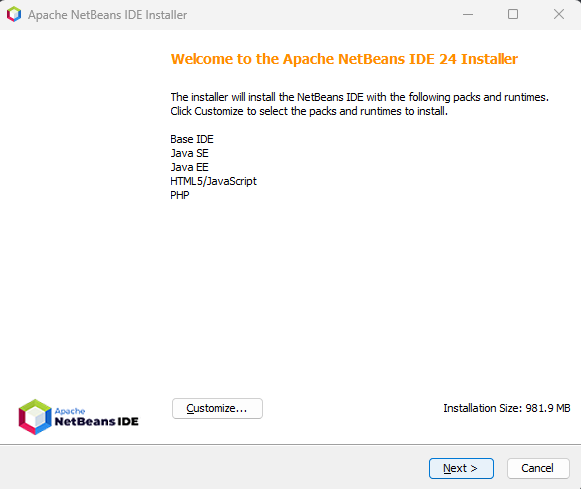 Apache NetBeans IDE Installer
Welcome to the Apache NetBeans IDE 24 Installer
The installer will install the NetBeans IDE with the following packs and runtimes.
Click Customize to select the packs and runtimes to install.
Base IDE
Java SE
Java EE
HTML5/JavaScript
PHP
Apache
NetBeans IDE
Customize...
Installation Size: 981.9 MB
Next >
Cancel